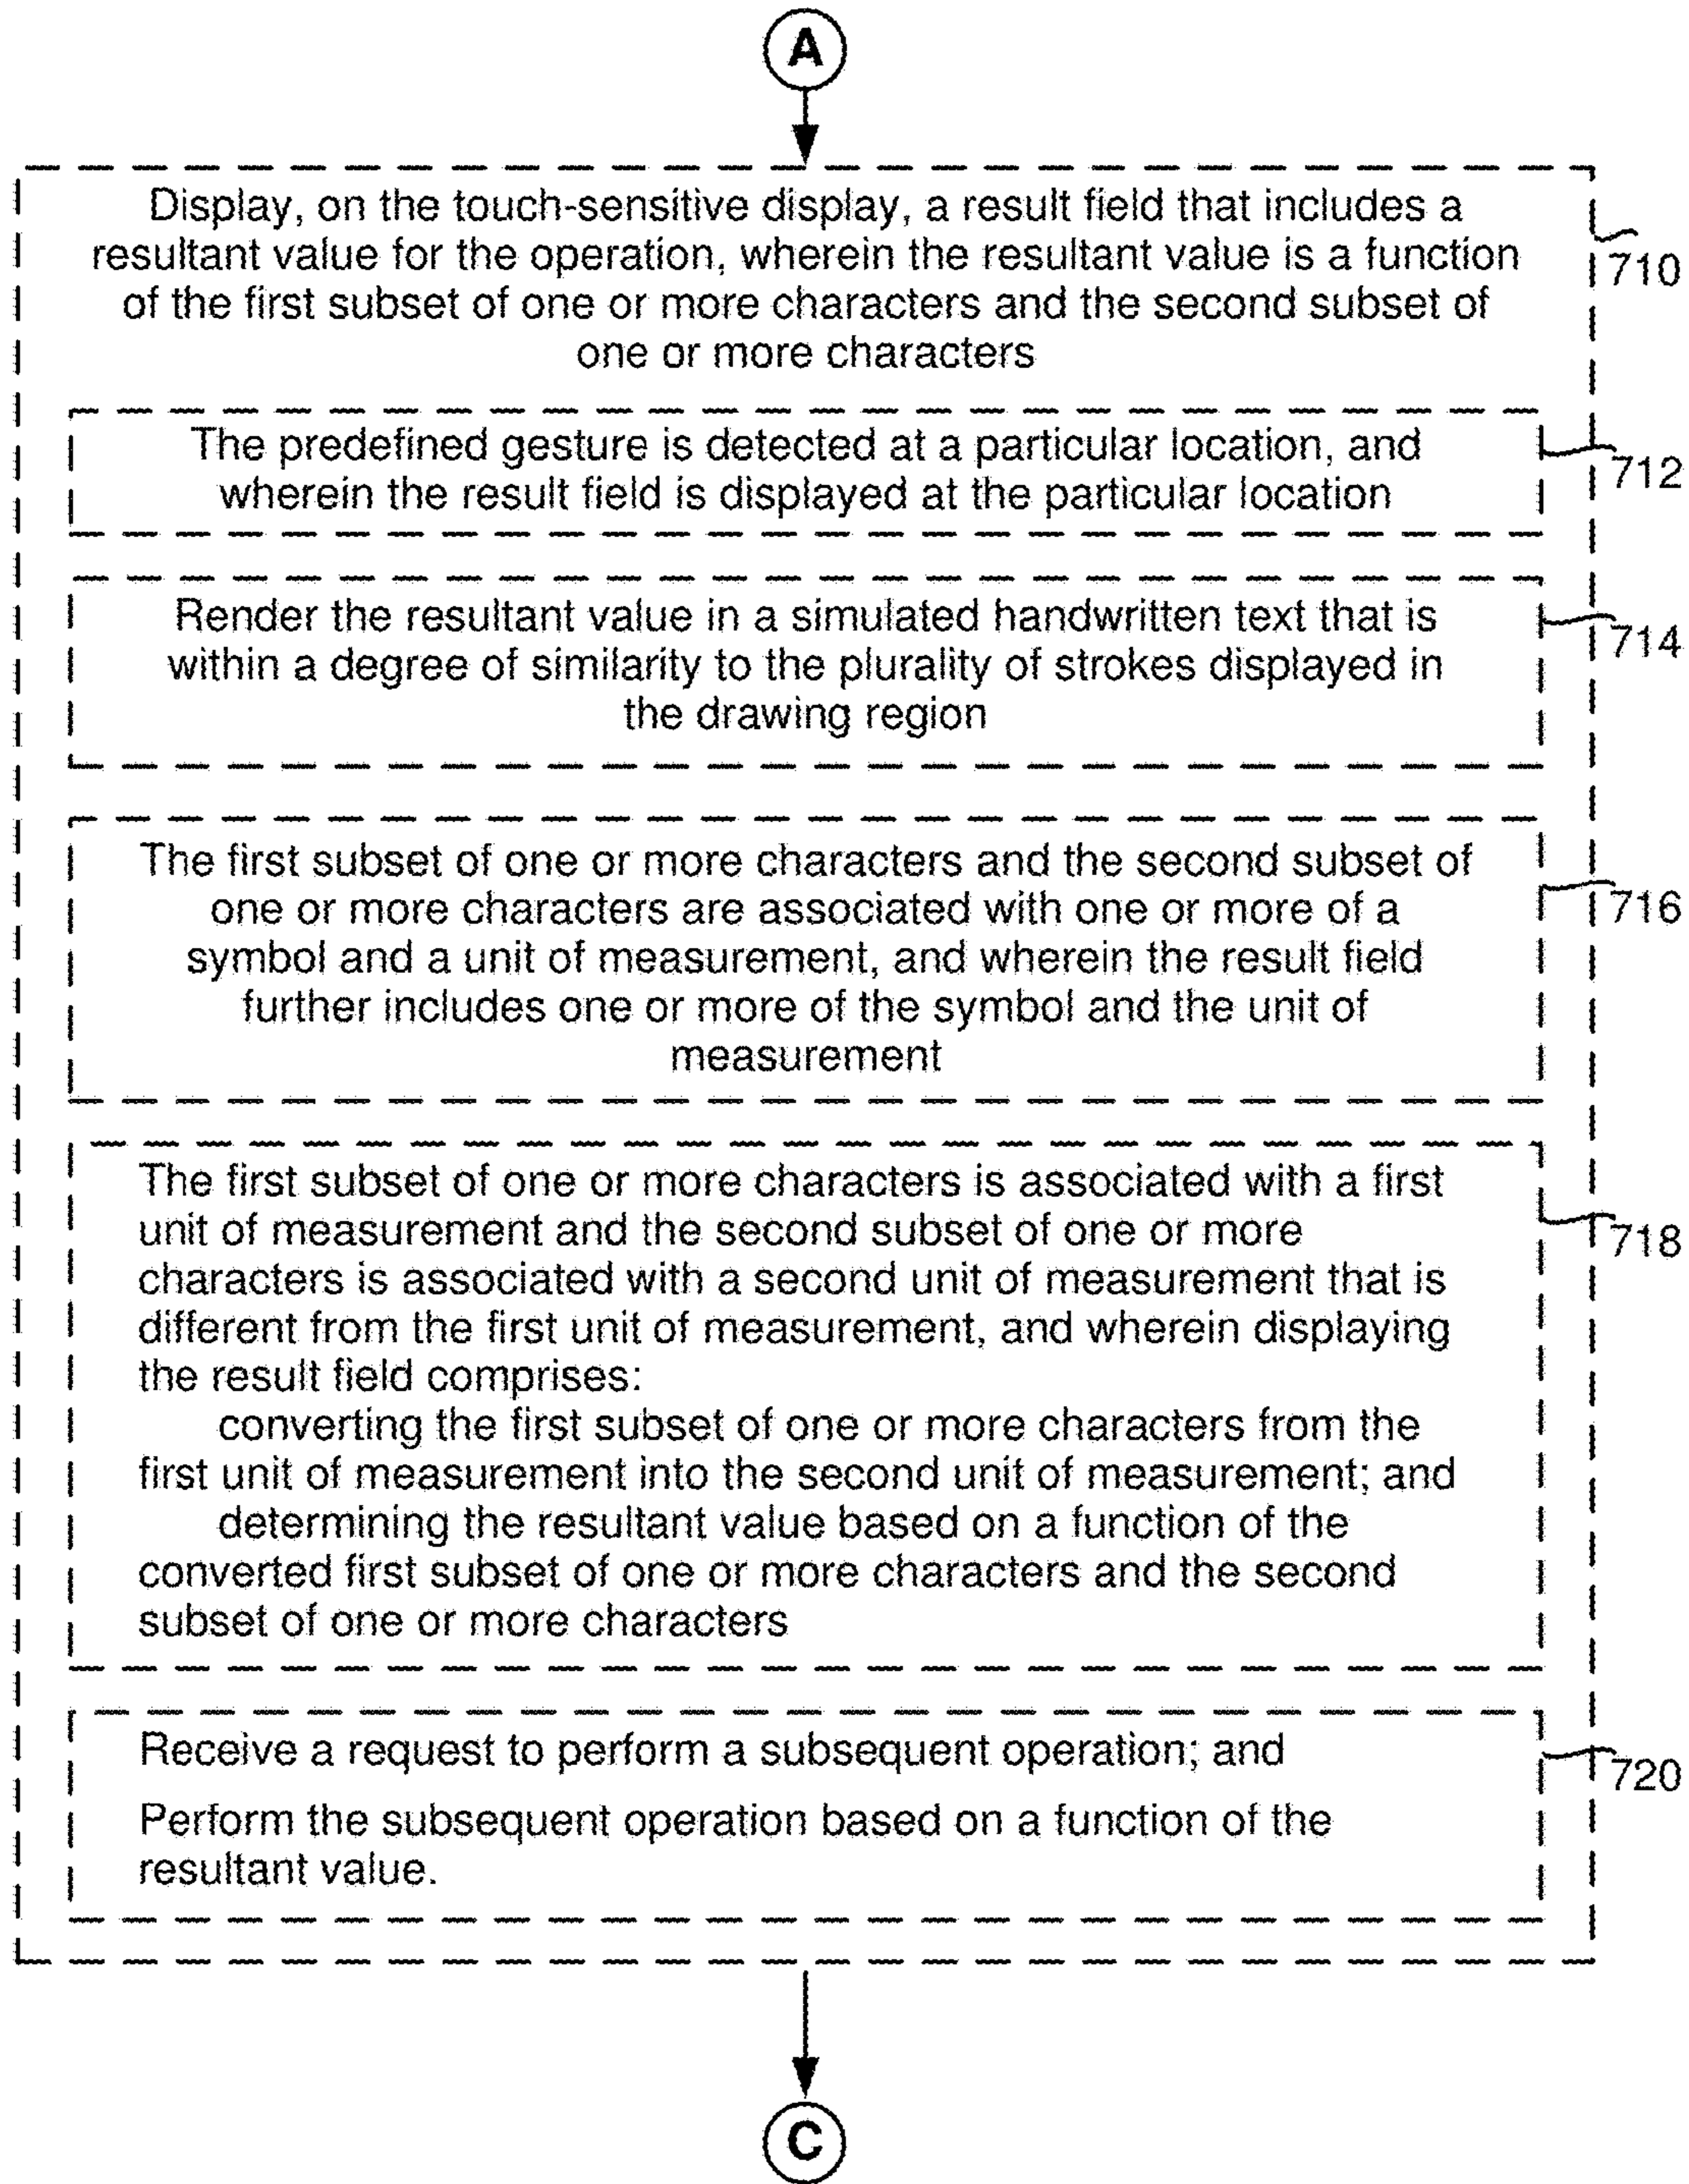 A
Display, on the touch-sensitive display, a result field that includes a
resultant value for the operation, wherein the resultant value is a function
of the first subset of one or more characters and the second subset of
one or more characters
710
The predefined gesture is detected at a particular location, and
wherein the result field is displayed at the particular location
712
Render the resultant value in a simulated handwritten text that is
within a degree of similarity to the plurality of strokes displayed in
the drawing region
714
The first subset of one or more characters and the second subset of
one or more characters are associated with one or more of a
symbol and a unit of measurement, and wherein the result field
further includes one or more of the symbol and the unit of
measurement
716
The first subset of one or more characters is associated with a first
unit of measurement and the second subset of one or more
characters is associated with a second unit of measurement that is
different from the first unit of measurement, and wherein displaying
the result field comprises:
converting the first subset of one or more characters from the
first unit of measurement into the second unit of measurement; and
determining the resultant value based on a function of the
converted first subset of one or more characters and the second
subset of one or more characters
718
Receive a request to perform a subsequent operation; and
Perform the subsequent operation based on a function of the
resultant value.
720
C